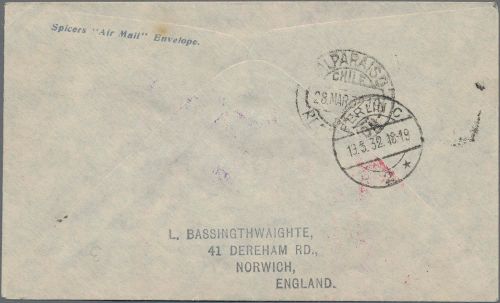 Spicers "Air Mail" Envelope.
ALPARAISO
CHILE
28.MAR
BERLIN C
13.5.32.18-19
L. BASSINGTHWAIGHTE,
41 DEREHAM RD.,
NORWICH,
ENGLAND.